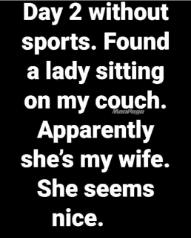 Day 2 without
sports. Found
a lady sitting
on my couch.
Apparently
she's my wife.
She seems
nice.